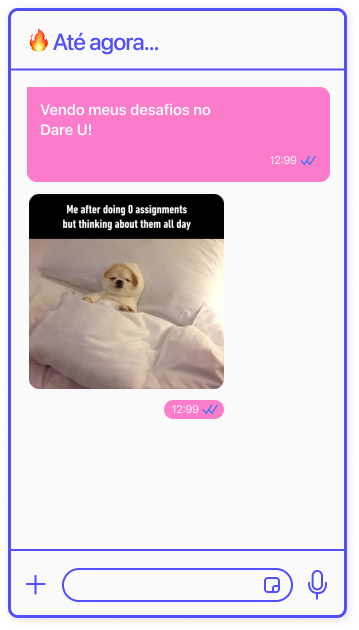 🔥 Até agora...
Vendo meus desafios no
Dare U!
12:99
Me after doing 0 assignments
but thinking about them all day
12:99